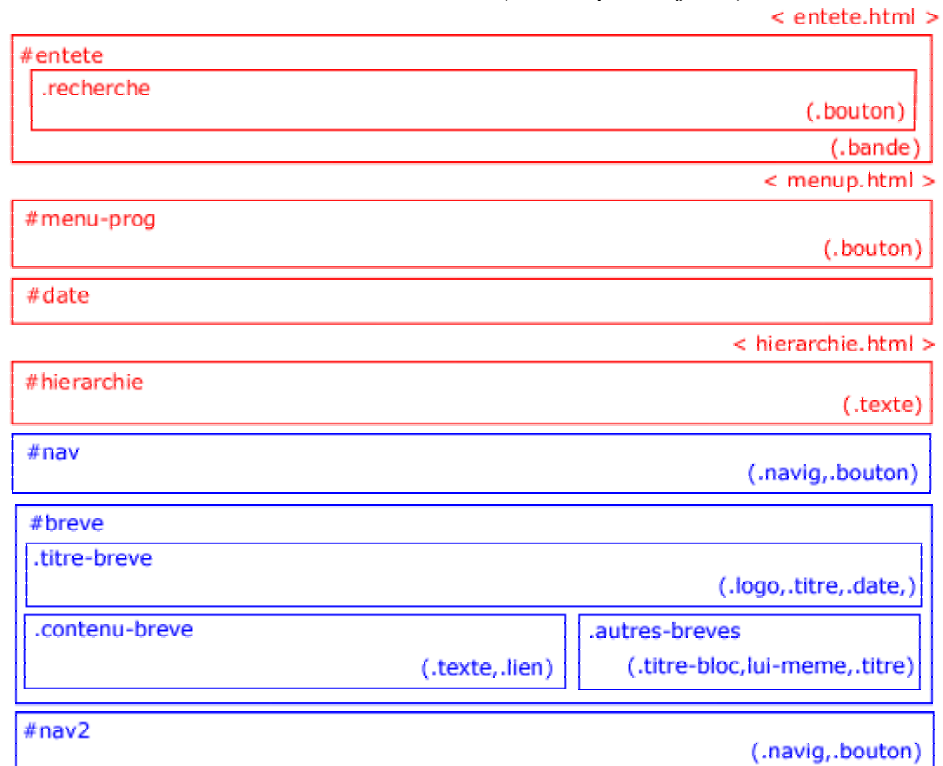 < entete.html >
#entete
.recherche
(.bouton)
(.bande)
< menup.html >
#menu-prog
(.bouton)
#date
< hierarchie.html >
#hierarchie
(.texte)
#nav
(.navig,.bouton)
#breve
.titre-breve
(.logo,.titre,.date,)
.contenu-breve
(.texte,.lien)
.autres-breves
(.titre-bloc,lui-meme,.titre)
#nav2
(.navig,.bouton)